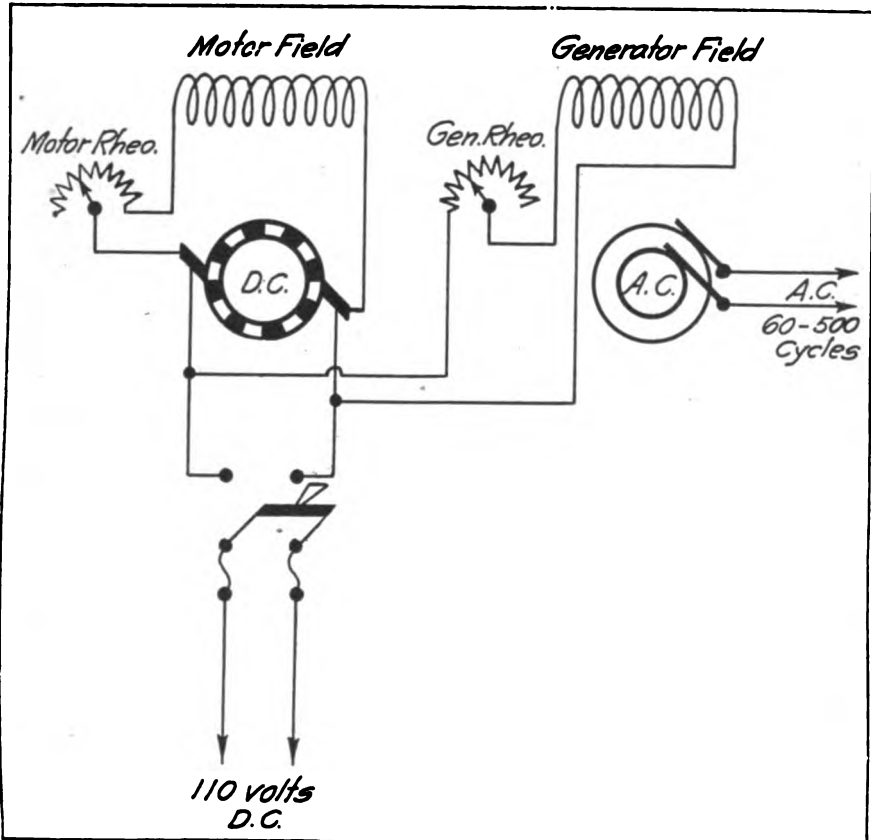 Motor Field
Generator Field
Motor Rheo.
Gen. Rheo.
D.C.
A.C.
A.C.
60-500
Cycles
110 volts
D.C.